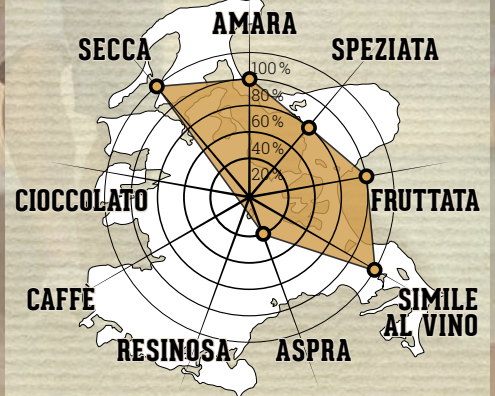 AMARA
SECCA
SPEZIATA
100%
80%
60%
40%
20%
CIOCCOLATO
FRUTTATA
CAFFÈ
SIMILE
AL VINO
RESINOSA
ASPRA